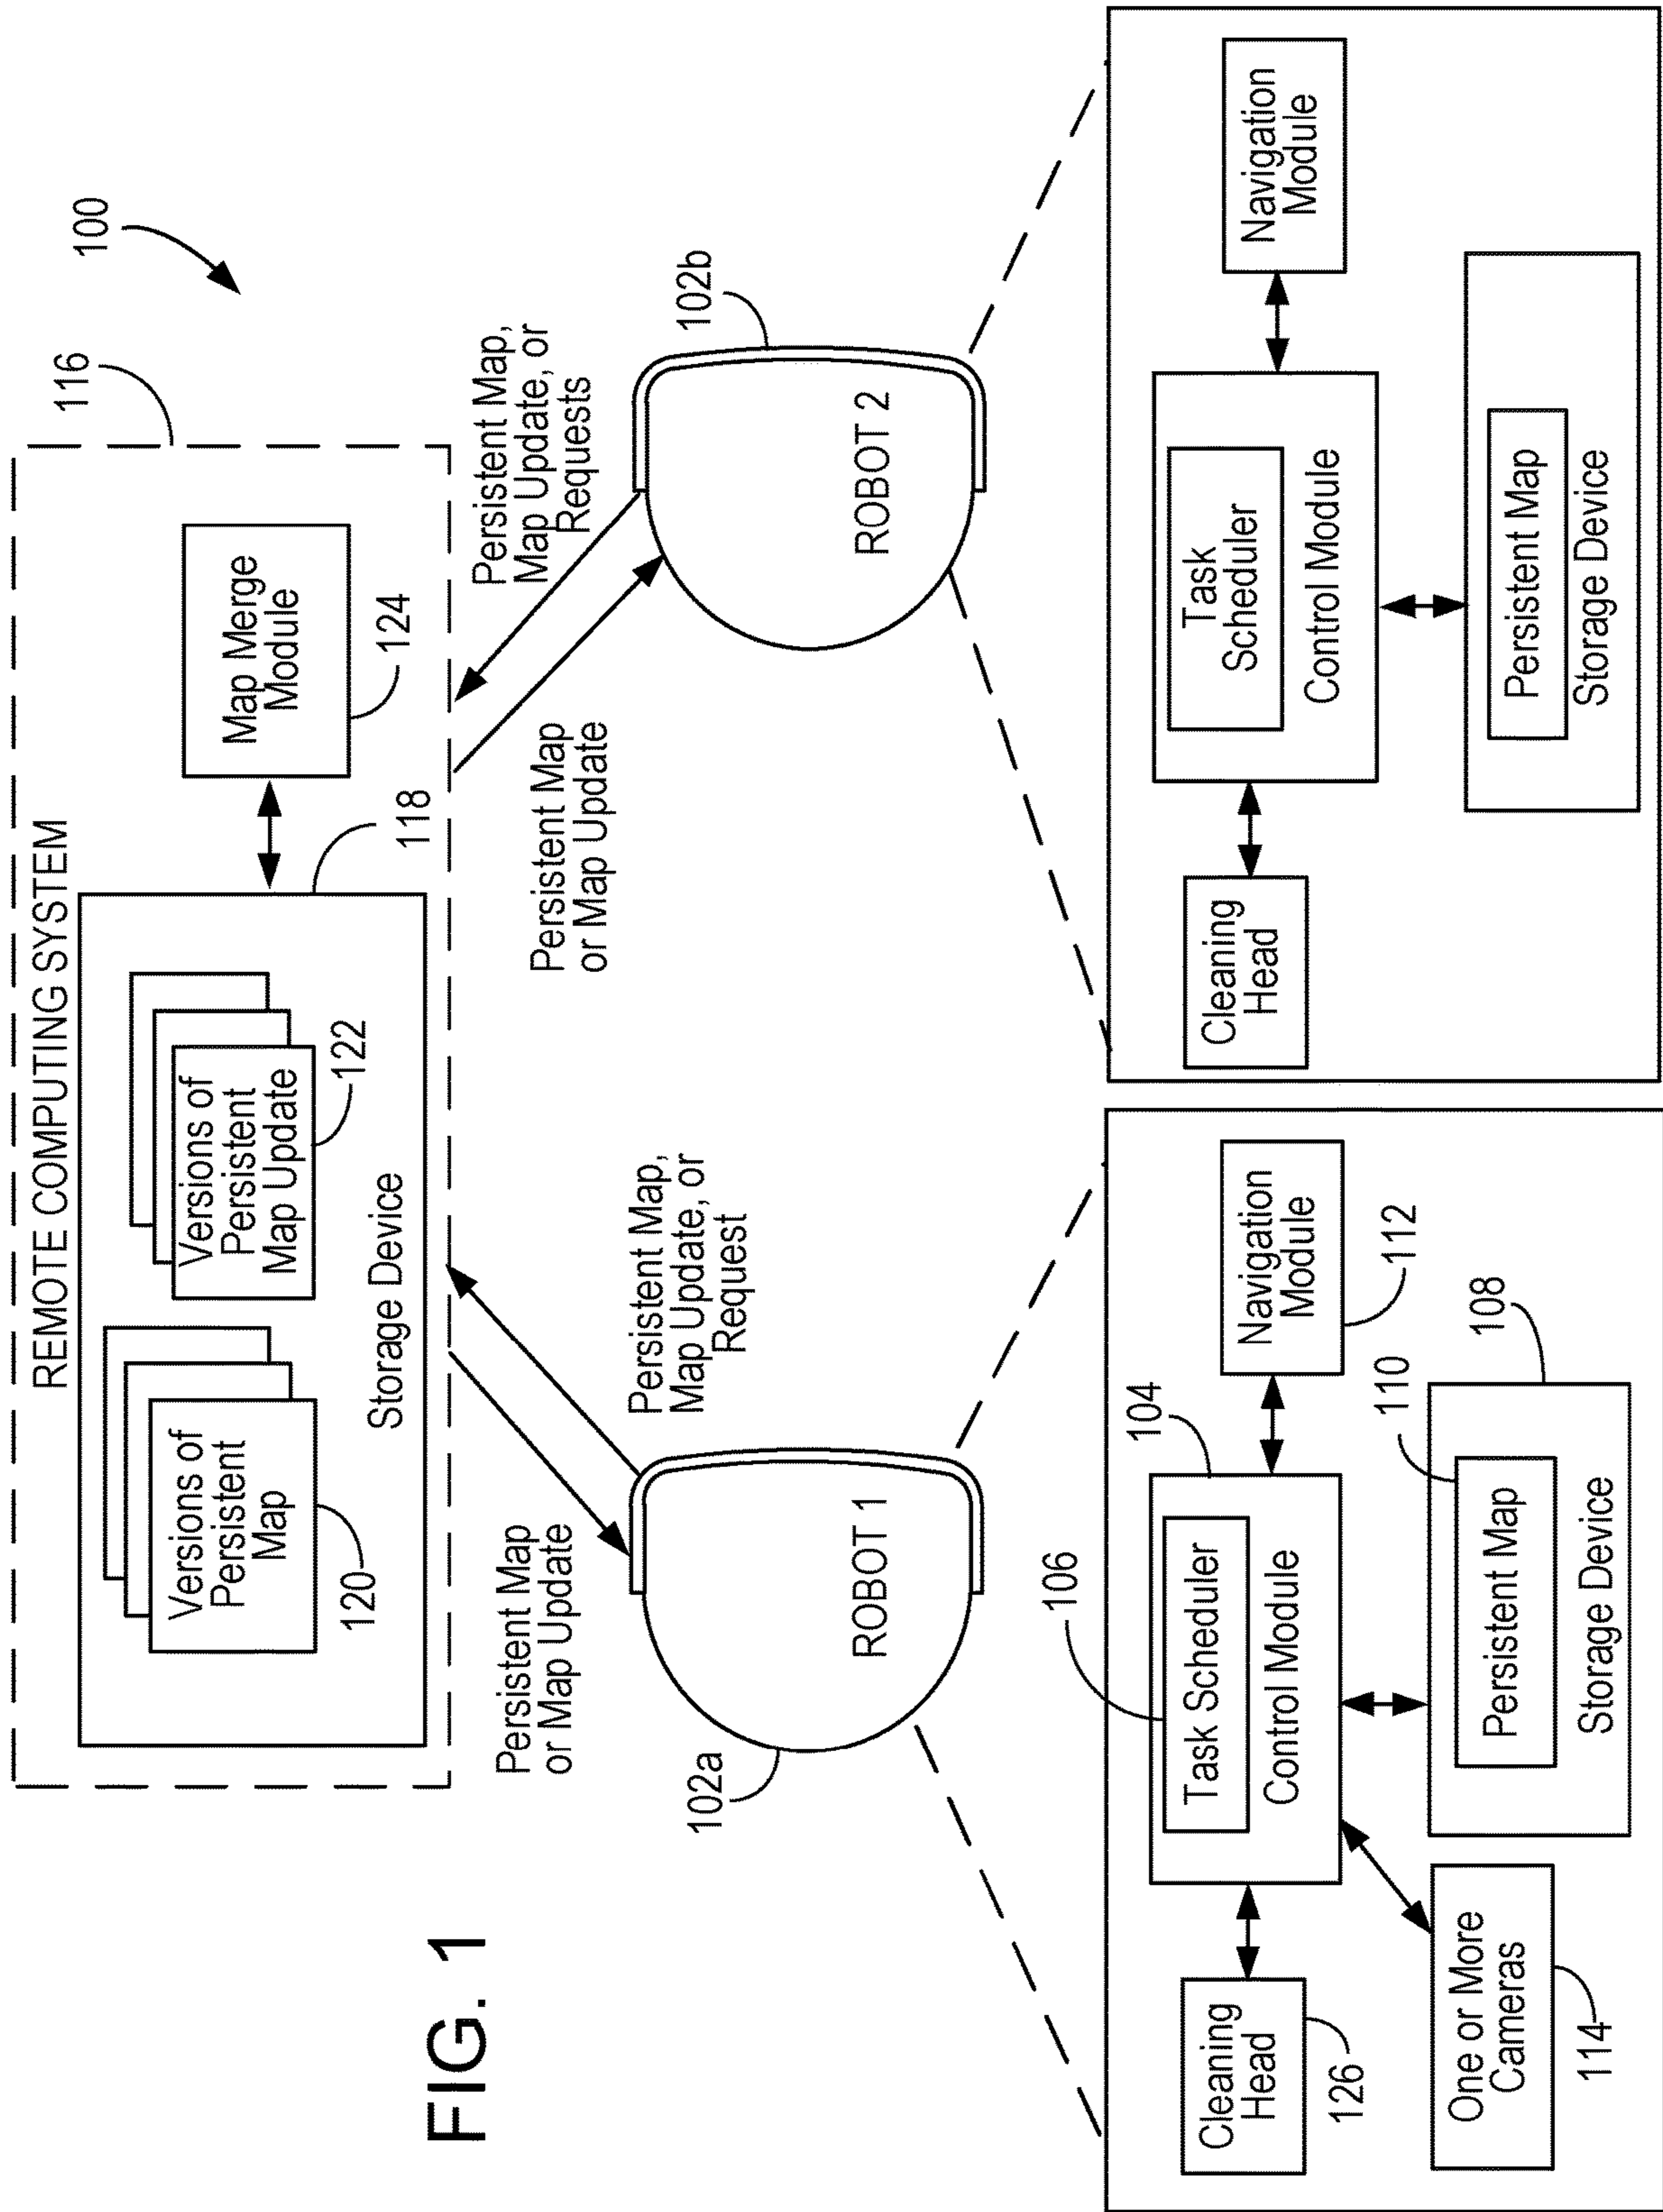 100
116
REMOTE COMPUTING SYSTEM
Versions of
Persistent
Map
120
Versions of
Persistent
Map Update
122
Storage Device
118
Map Merge
Module
124
Persistent Map
or Map Update
Persistent Map,
Map Update, or
Request
Persistent Map
or Map Update
Persistent Map,
Map Update, or
Requests
102a
ROBOT 1
102b
ROBOT 2
FIG. 1
106
104
Task Scheduler
Control Module
Navigation
Module
112
Cleaning
Head
126
One or More
Cameras
114
110
108
Persistent Map
Storage Device
Cleaning
Head
Task
Scheduler
Control Module
Navigation
Module
Persistent Map
Storage Device